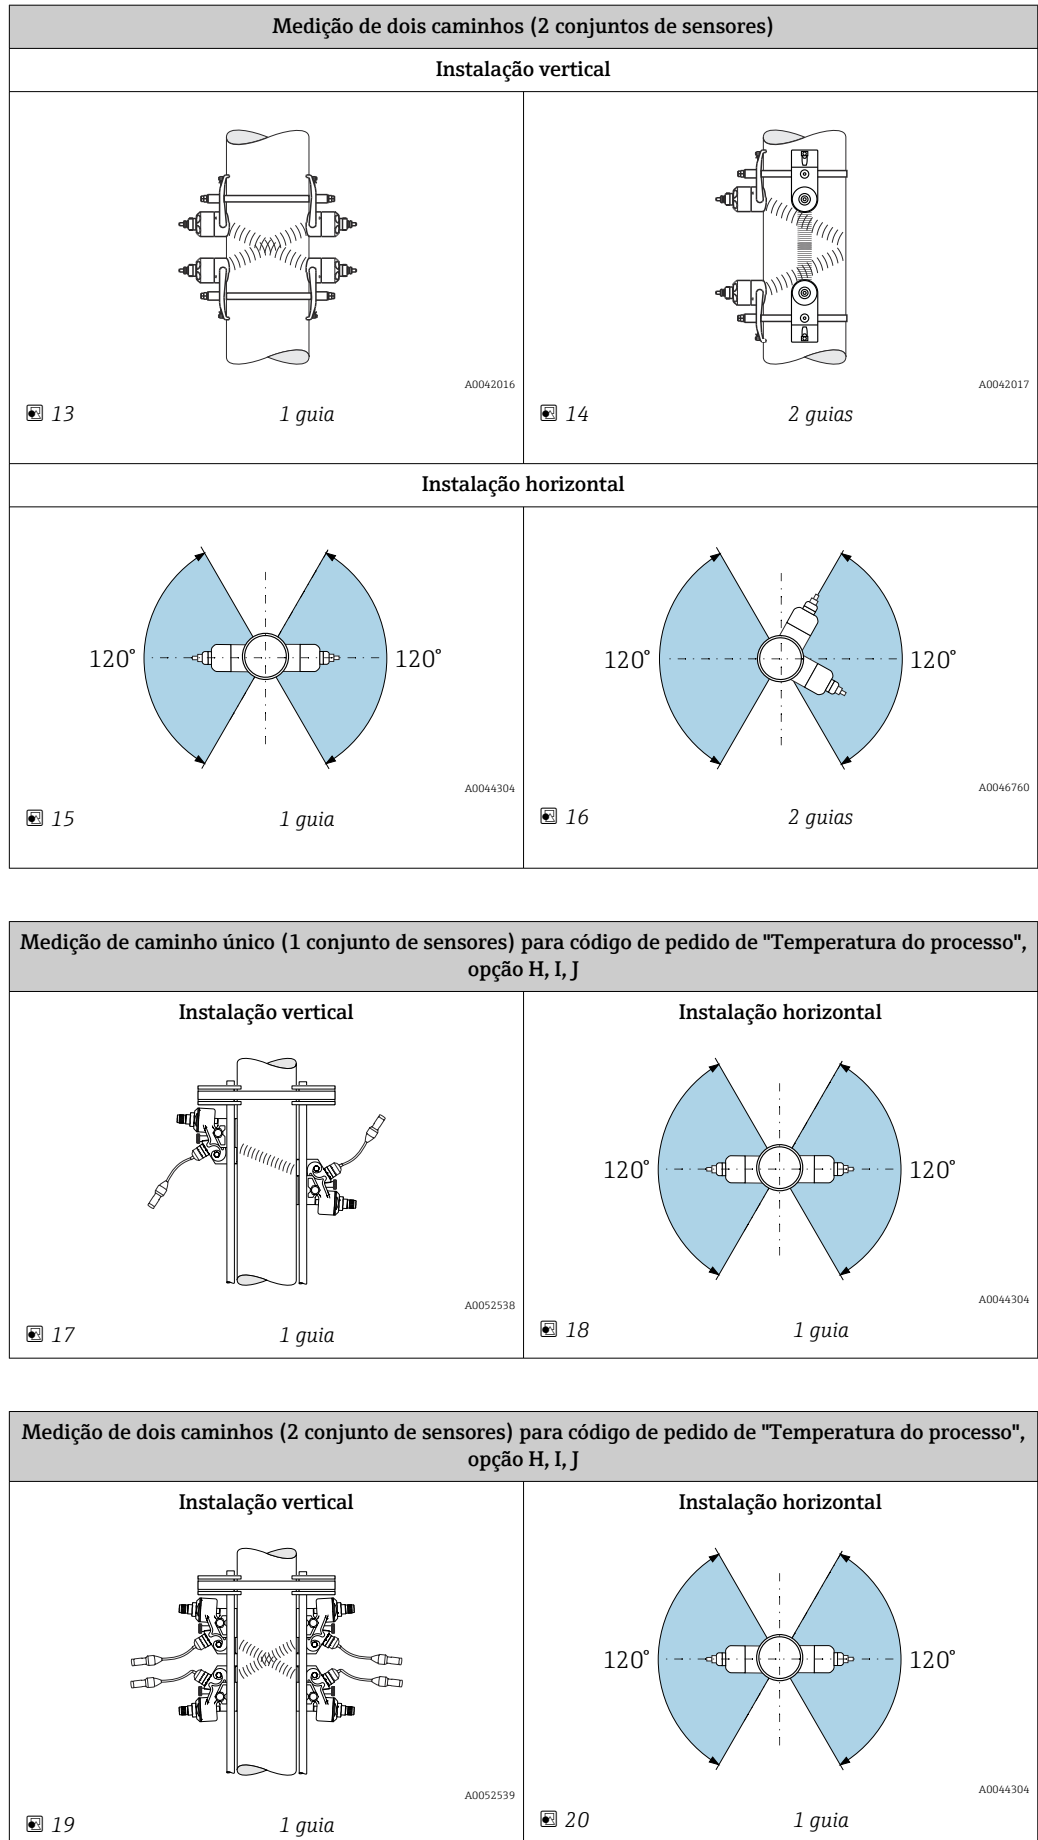 Medição de dois caminhos (2 conjuntos de sensores)
Instalação vertical
A0042016
13 1 guia
A0042017
14 2 guias
Instalação horizontal
120° 120°
A0044304
15 1 guia
120° 120°
A0046760
16 2 guias
Medição de caminho único (1 conjunto de sensores) para código de pedido de "Temperatura do processo",
opção H, I, J
Instalação vertical
A0052538
17 1 guia
Instalação horizontal
120° 120°
A0044304
18 1 guia
Medição de dois caminhos (2 conjunto de sensores) para código de pedido de "Temperatura do processo",
opção H, I, J
Instalação vertical
A0052539
19 1 guia
Instalação horizontal
120° 120°
A0044304
20 1 guia